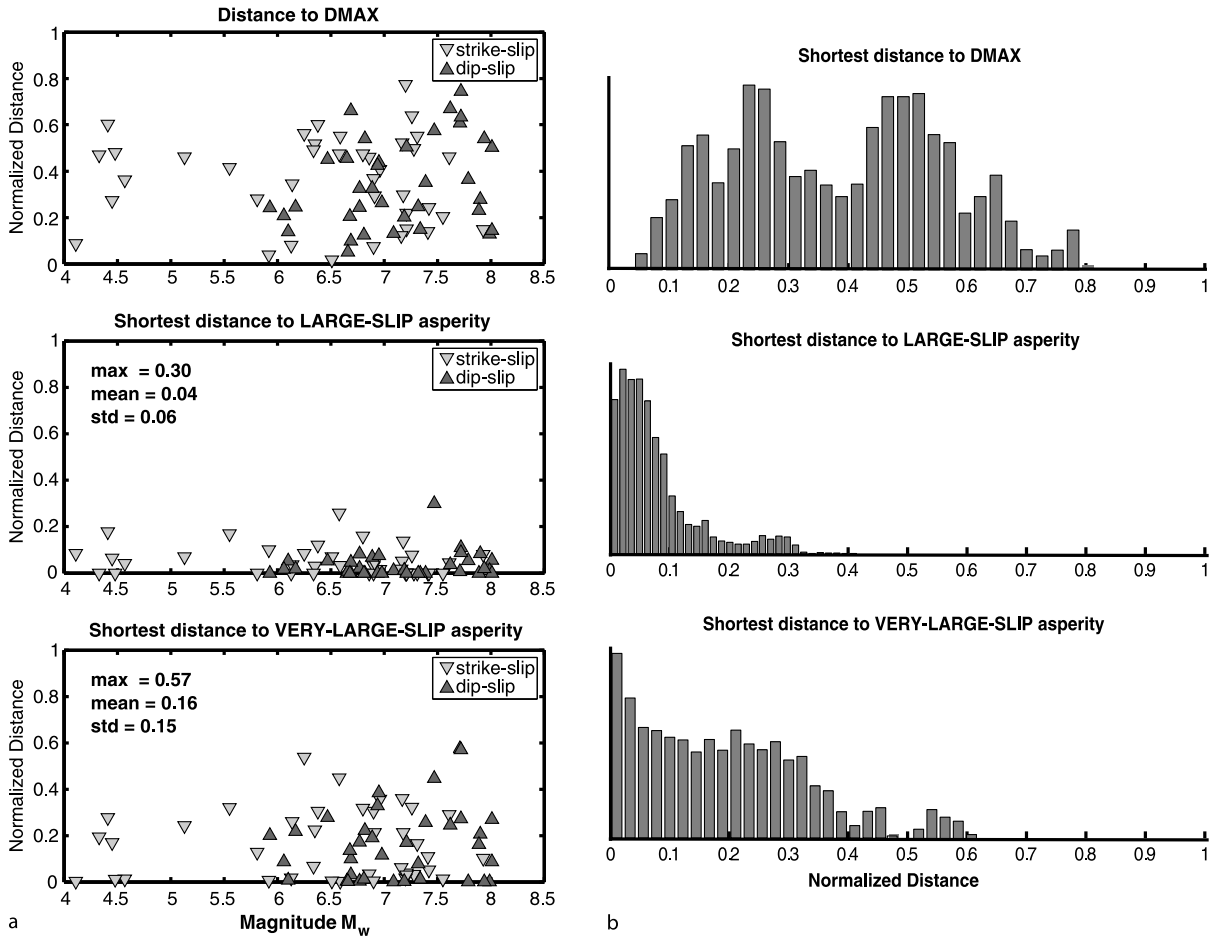 Distance to DMAX
1
0.8
0.6
0.4
0.2
0
Normalized Distance
strike-slip
dip-slip
4 4.5 5 5.5 6 6.5 7 7.5 8 8.5
Shortest distance to LARGE-SLIP asperity
1
0.8
0.6
0.4
0.2
0
Normalized Distance
max = 0.30
mean = 0.04
std = 0.06
strike-slip
dip-slip
4 4.5 5 5.5 6 6.5 7 7.5 8 8.5
Shortest distance to VERY-LARGE-SLIP asperity
1
0.8
0.6
0.4
0.2
0
Normalized Distance
max = 0.57
mean = 0.16
std = 0.15
strike-slip
dip-slip
4 4.5 5 5.5 6 6.5 7 7.5 8 8.5
Magnitude Mw
a
Shortest distance to DMAX
0 0.1 0.2 0.3 0.4 0.5 0.6 0.7 0.8 0.9 1
Shortest distance to LARGE-SLIP asperity
0 0.1 0.2 0.3 0.4 0.5 0.6 0.7 0.8 0.9 1
Shortest distance to VERY-LARGE-SLIP asperity
0 0.1 0.2 0.3 0.4 0.5 0.6 0.7 0.8 0.9 1
Normalized Distance
b